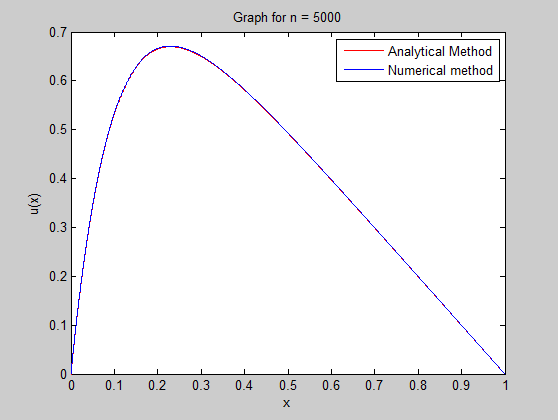 Graph for n = 5000
Analytical Method
Numerical method
0.7
0.6
0.5
0.4
0.3
0.2
0.1
0
u(x)
0 0.1 0.2 0.3 0.4 0.5 0.6 0.7 0.8 0.9 1
x